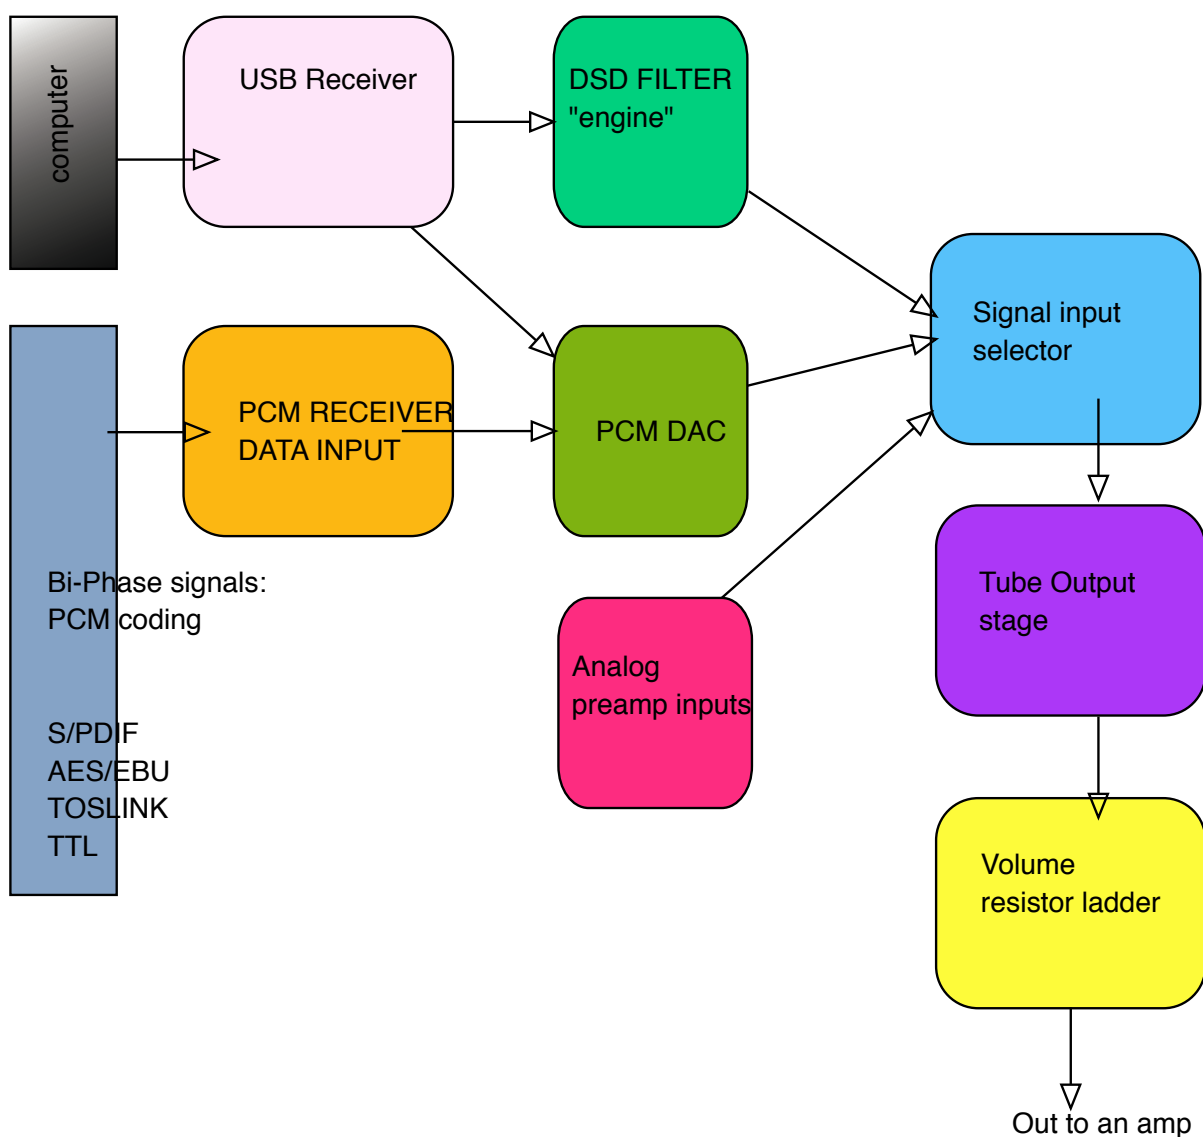 computer
USB Receiver
DSD FILTER
"engine"
Signal input
selector
PCM RECEIVER
DATA INPUT
PCM DAC
Bi-Phase signals:
PCM coding
S/PDIF
AES/EBU
TOSLINK
TTL
Analog
preamp inputs
Tube Output
stage
Volume
resistor ladder
Out to an amp